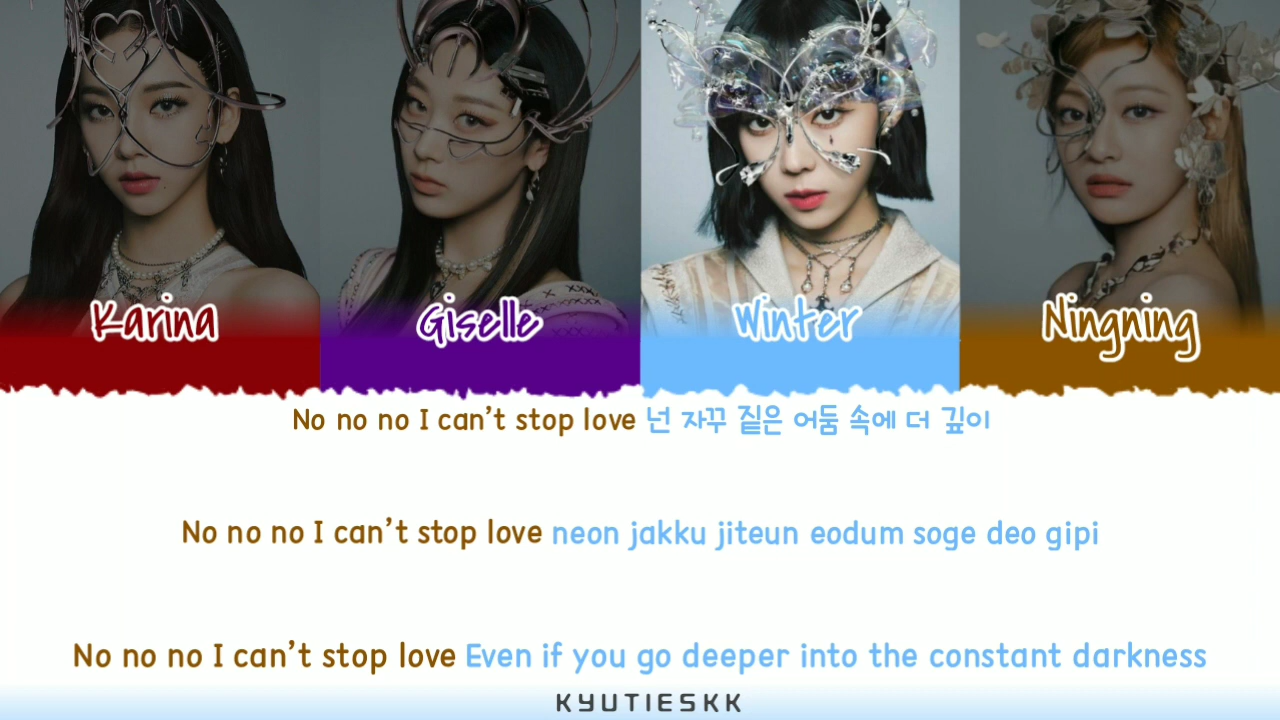 Karina
Giselle
Winter
Ningning
No no no I can't stop love 넌 자꾸 짙은 어둠 속에 더 깊이
No no no I can't stop love neon jakku jiteun eodum soge deo gipi
No no no I can't stop love Even if you go deeper into the constant darkness
KYUTIESKK